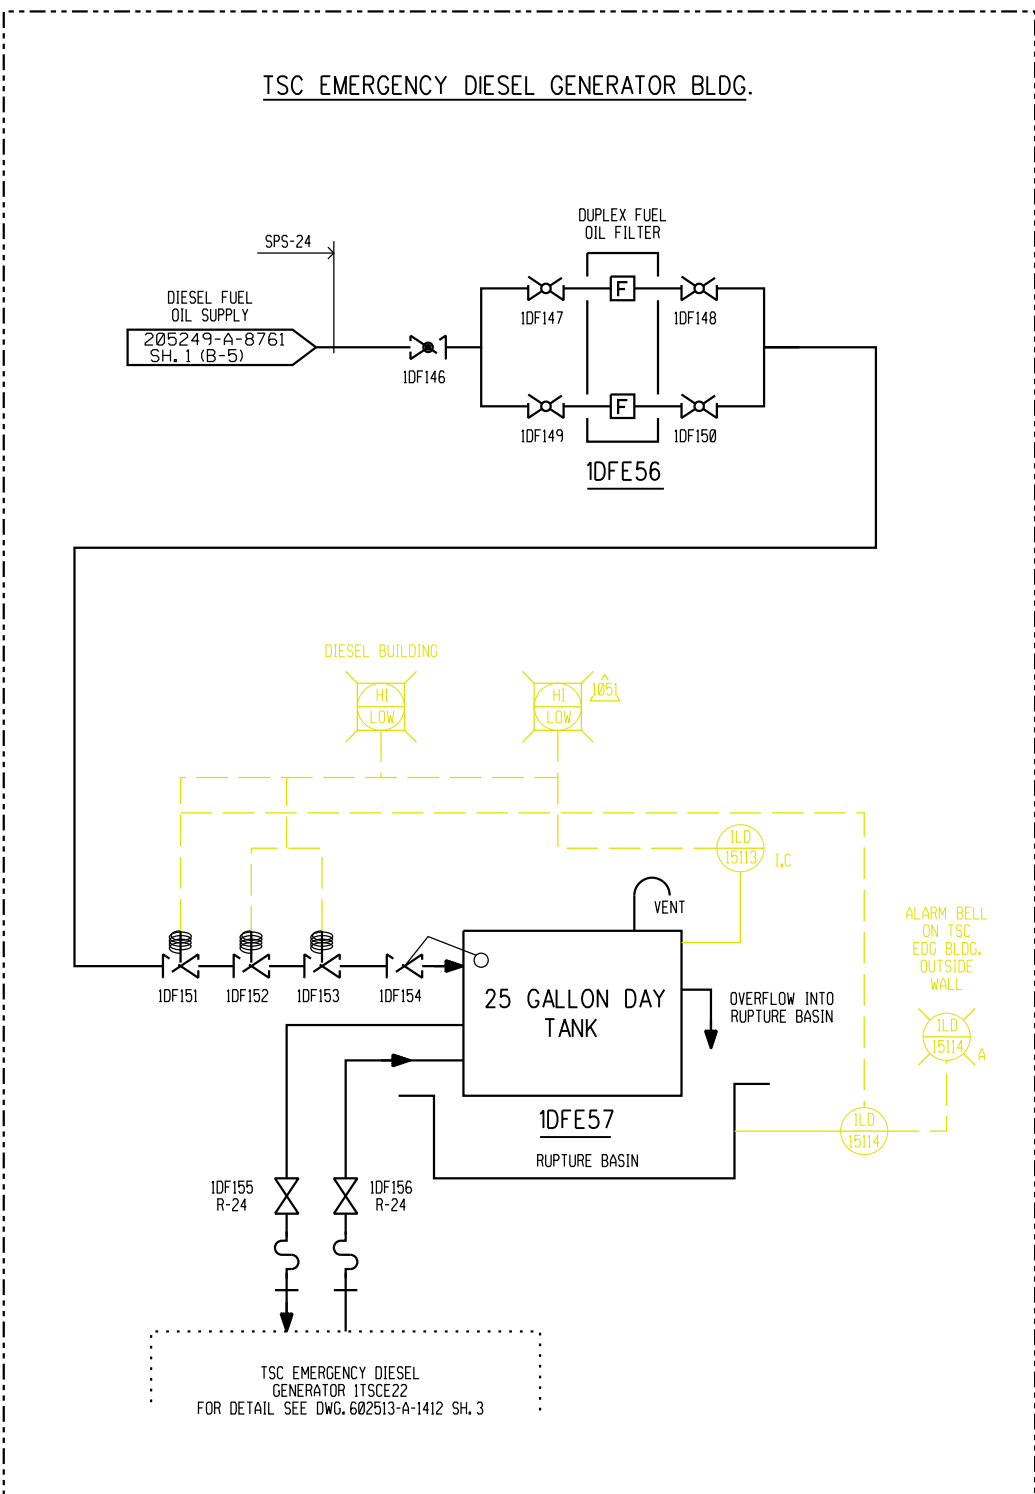 TSC EMERGENCY DIESEL GENERATOR BLDG.
DUPLEX FUEL
OIL FILTER
SPS-24
DIESEL FUEL
OIL SUPPLY
205249-A-8761
SH. 1 (B-5)
1DF146
F
1DF147
1DF148
F
1DF149
1DF150
1DFE56
DIESEL BUILDING
HI
LOW
HI
LOW
1051
1LD
15113
I,C
VENT
ALARM BELL
ON TSC
EDG BLDG.
OUTSIDE
WALL
1DF151
1DF152
1DF153
1DF154
25 GALLON DAY
TANK
OVERFLOW INTO
RUPTURE BASIN
1LD
15114
A
1DFE57
1LD
15114
RUPTURE BASIN
1DF155
R-24
1DF156
R-24
TSC EMERGENCY DIESEL
GENERATOR 1TSCE22
FOR DETAIL SEE DWG. 602513-A-1412 SH. 3